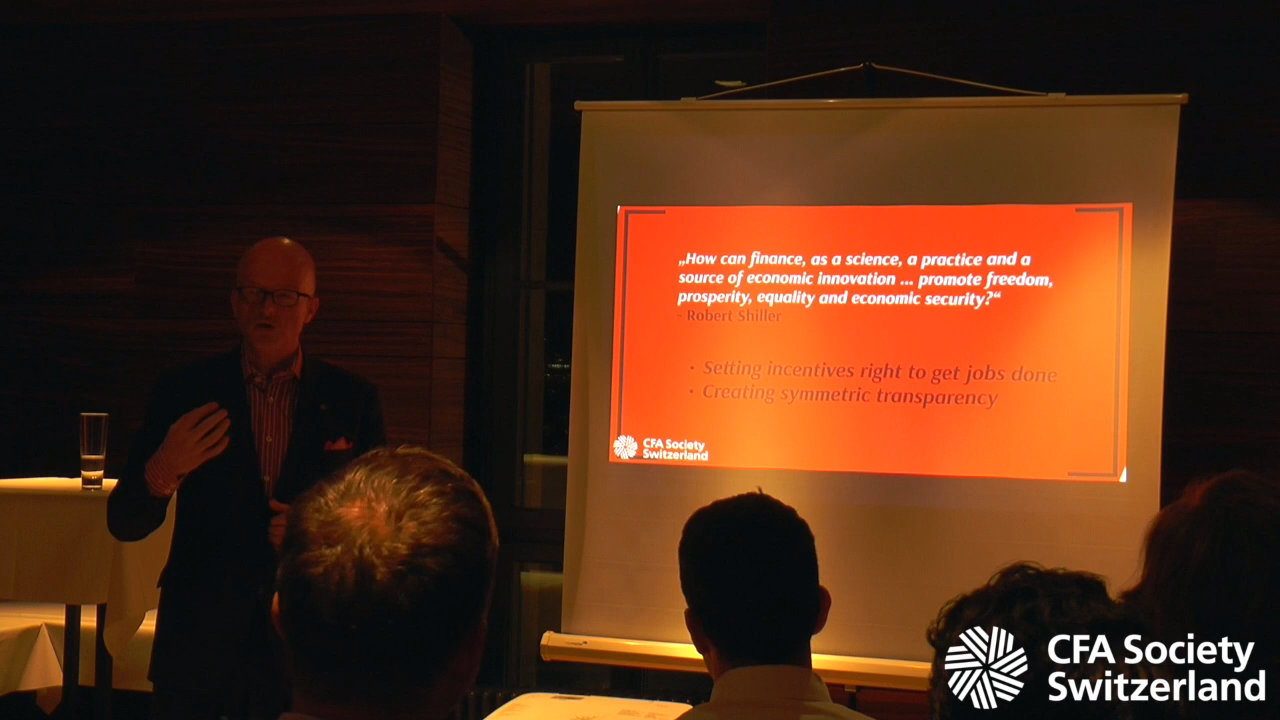 „How can finance, as a science, a practice and a
source of economic innovation ... promote freedom,
prosperity, equality and economic security?“
- Robert Shiller
· Setting incentives right to get jobs done
· Creating symmetric transparency
CFA Society
Switzerland
CFA Society
Switzerland